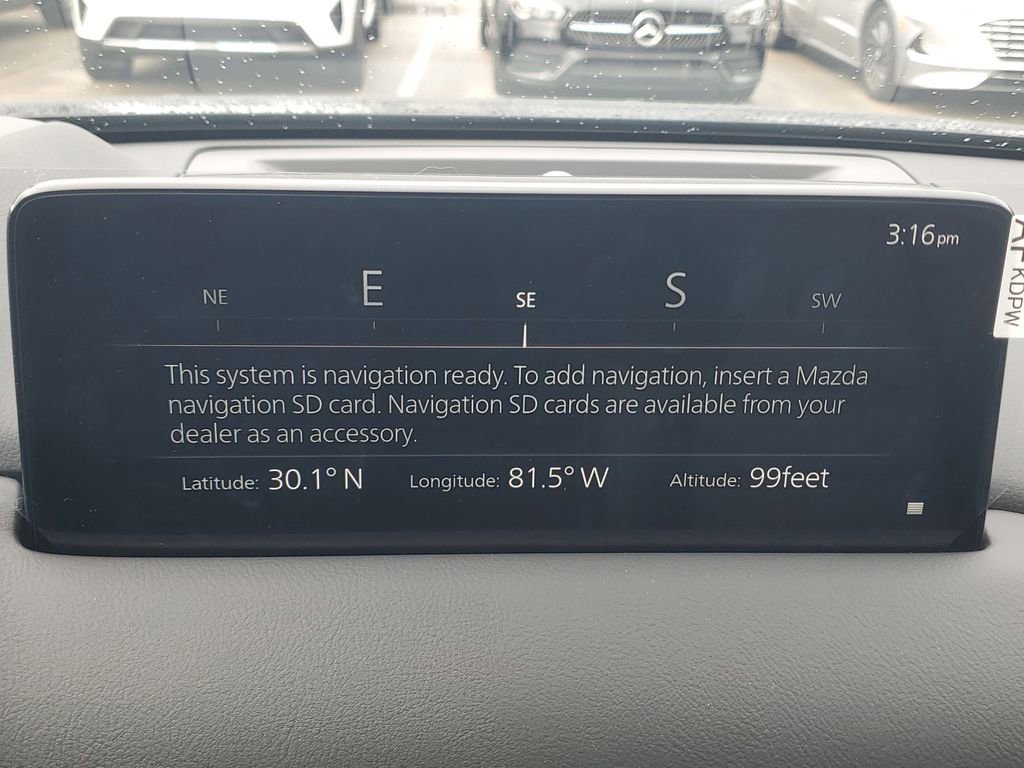 3:16pm
NE E SE S SW
This system is navigation ready. To add navigation, insert a Mazda
navigation SD card. Navigation SD cards are available from your
dealer as an accessory.
Latitude: 30.1° N Longitude: 81.5° W Altitude: 99feet
KDPW